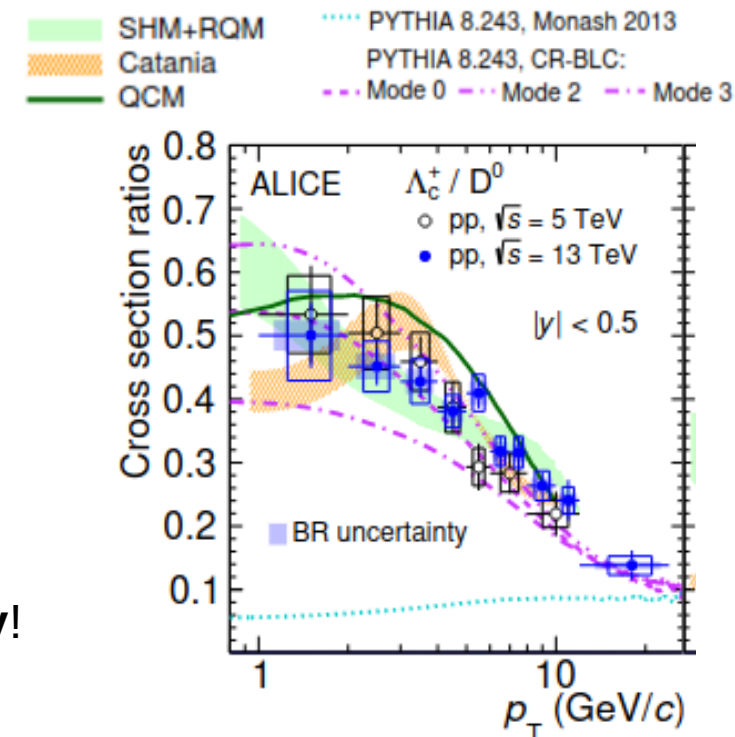 SHM+RQM
Catania
QCM
PYTHIA 8.243, Monash 2013
PYTHIA 8.243, CR-BLC:
Mode 0 Mode 2 Mode 3
Cross section ratios
0.8
0.7
0.6
0.5
0.4
0.3
0.2
0.1
ALICE
Λc⁺ / D⁰
pp, √s = 5 TeV
pp, √s = 13 TeV
|y| < 0.5
BR uncertainty
1 10
pT (GeV/c)
!